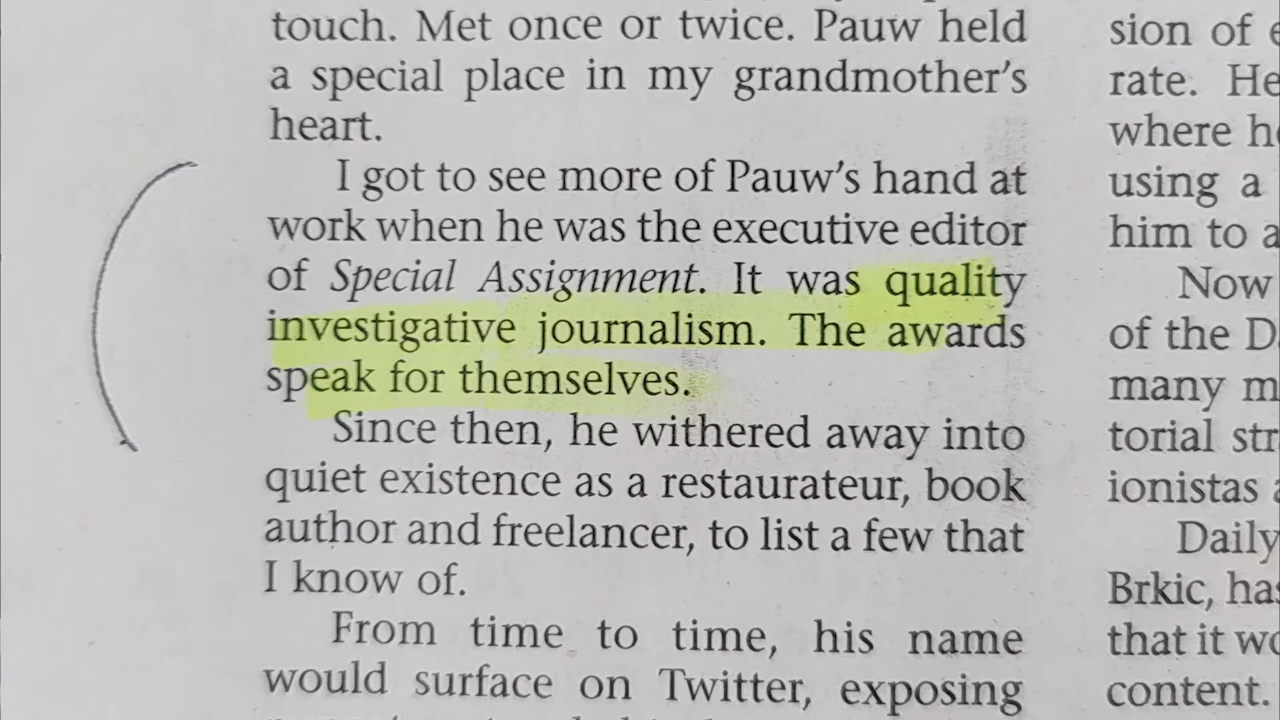 touch. Met once or twice. Pauw held
a special place in my grandmother's
heart.
I got to see more of Pauw's hand at
work when he was the executive editor
of Special Assignment. It was quality
investigative journalism. The awards
speak for themselves.
Since then, he withered away into
quiet existence as a restaurateur, book
author and freelancer, to list a few that
I know of.
From time to time, his name
would surface on Twitter, exposing
sion of
rate. He
where
using a
him to
Now
of the
many
torial
ionistas
Daily
Brkic,
that it
content.